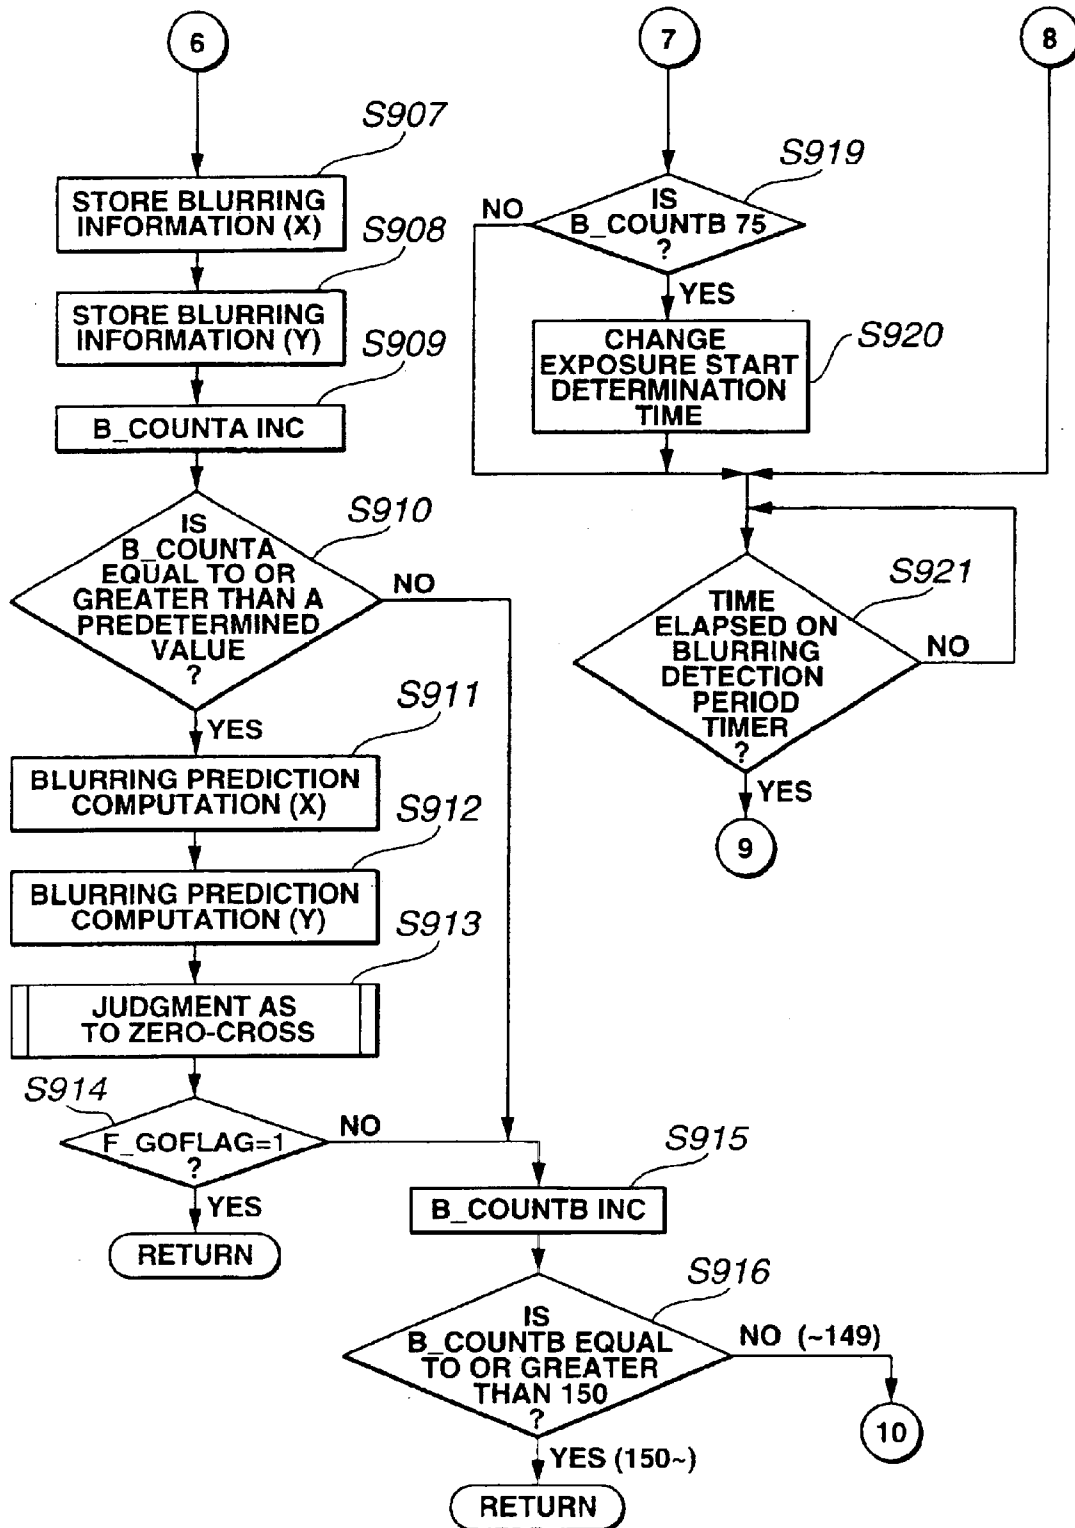 6
S907
STORE BLURRING
INFORMATION (X)
S908
STORE BLURRING
INFORMATION (Y)
S909
B_COUNTA INC
S910
IS
B_COUNTA
EQUAL TO OR
GREATER THAN A
PREDETERMINED
VALUE
?
NO
YES
S911
BLURRING PREDICTION
COMPUTATION (X)
S912
BLURRING PREDICTION
COMPUTATION (Y)
S913
JUDGMENT AS
TO ZERO-CROSS
S914
F_GOFLAG=1
?
NO
YES
RETURN
S915
B_COUNTB INC
S916
IS
B_COUNTB EQUAL
TO OR GREATER
THAN 150
?
NO (~149)
10
YES (150~)
RETURN
7
S919
IS
B_COUNTB 75
?
NO
YES
S920
CHANGE
EXPOSURE START
DETERMINATION
TIME
8
S921
TIME
ELAPSED ON
BLURRING
DETECTION
PERIOD
TIMER
?
NO
YES
9